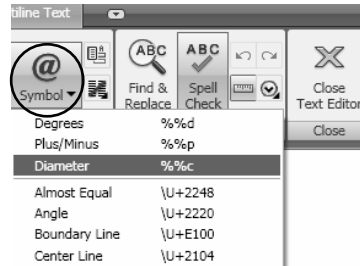 tiline Text
@
Symbol
ABC
Find &
Replace
ABC
Spell
Check
Close
Text Editor
Close
Degrees %%d
Plus/Minus %%p
Diameter %%c
Almost Equal \U+2248
Angle \U+2220
Boundary Line \U+E100
Center Line \U+2104